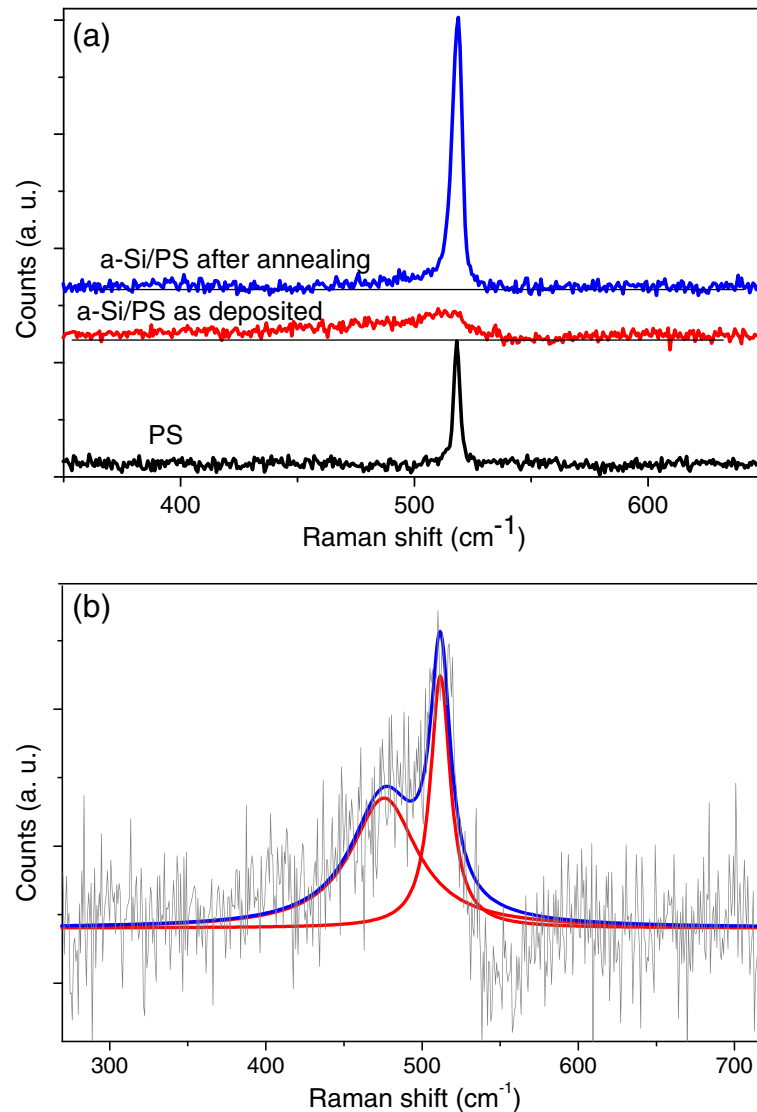 (a)
Counts (a. u.)
a-Si/PS after annealing
a-Si/PS as deposited
PS
400 500 600
Raman shift (cm-1)
(b)
Counts (a. u.)
300 400 500 600 700
Raman shift (cm-1)